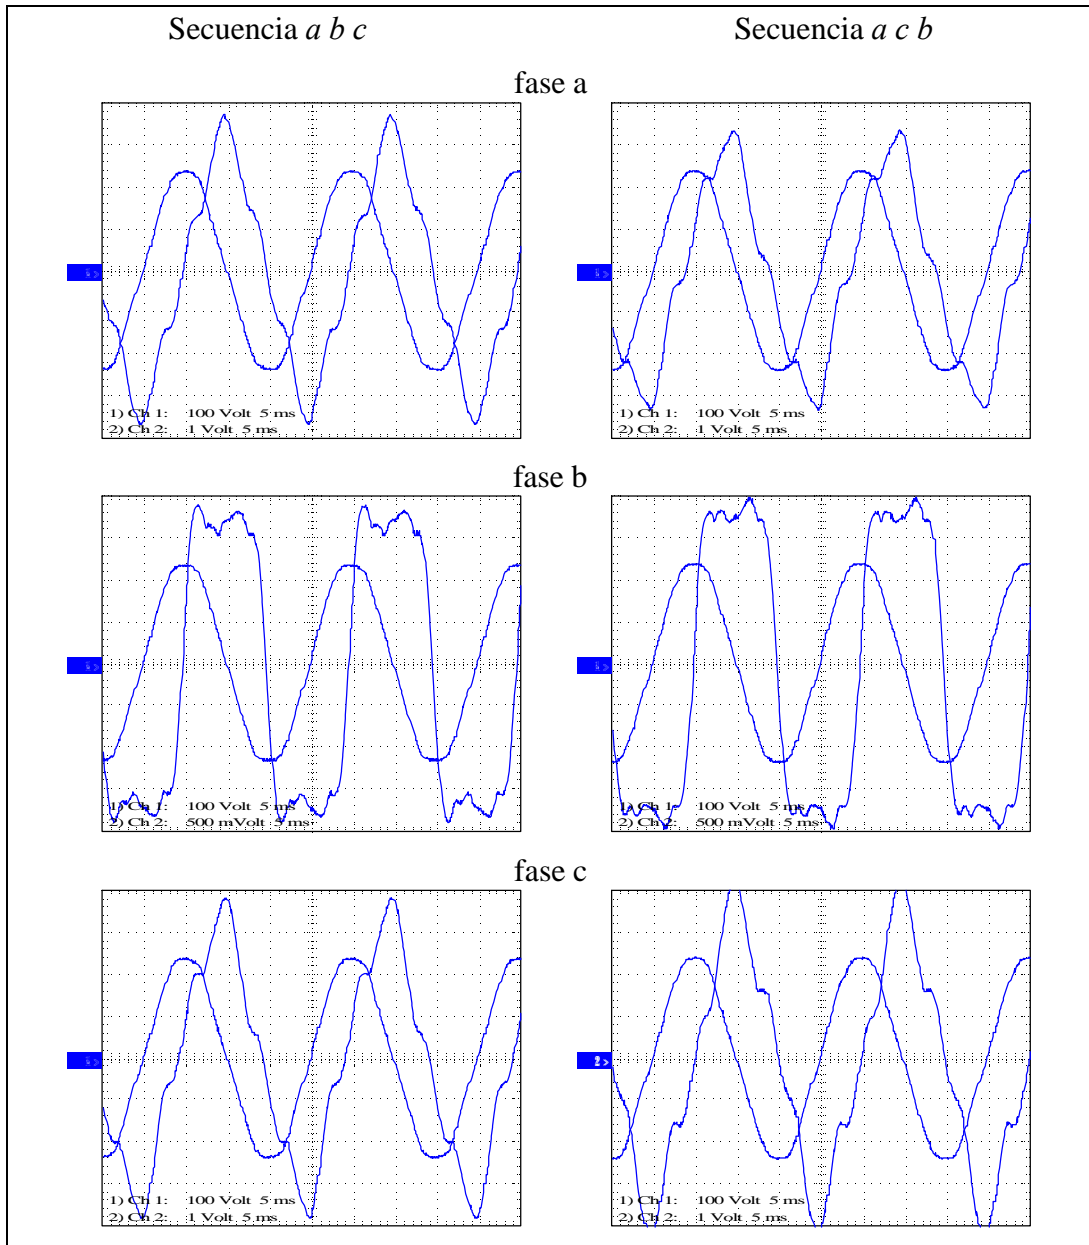 Secuencia a b c Secuencia a c b
fase a
1) Ch 1: 100 Volt 5 ms 1) Ch 1: 100 Volt 5 ms
2) Ch 2: 1 Volt 5 ms 2) Ch 2: 1 Volt 5 ms
fase b
1) Ch 1: 100 Volt 5 ms 1) Ch 1: 100 Volt 5 ms
2) Ch 2: 500 mVolt 5 ms 2) Ch 2: 500 mVolt 5 ms
fase c
2>
1) Ch 1: 100 Volt 5 ms 1) Ch 1: 100 Volt 5 ms
2) Ch 2: 1 Volt 5 ms 2) Ch 2: 1 Volt 5 ms